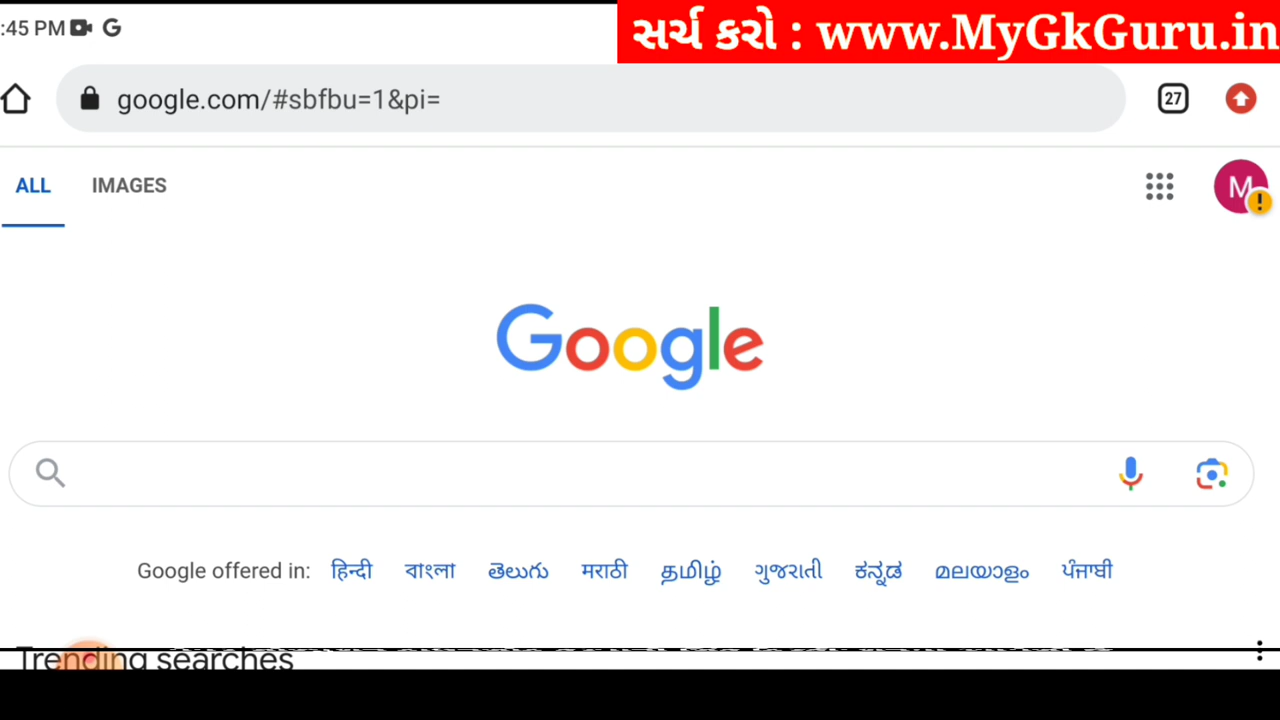 :45 PM
સર્ચ કરો : www.MyGkGuru.in
google.com/#sbfbu=1&pi=
27
ALL IMAGES
M
Google
Google offered in: हिन्दी বাংলা తెలుగు मराठी தமிழ் ગુજરાતી ಕನ್ನಡ മലയാളം ਪੰਜਾਬੀ
Trending searches